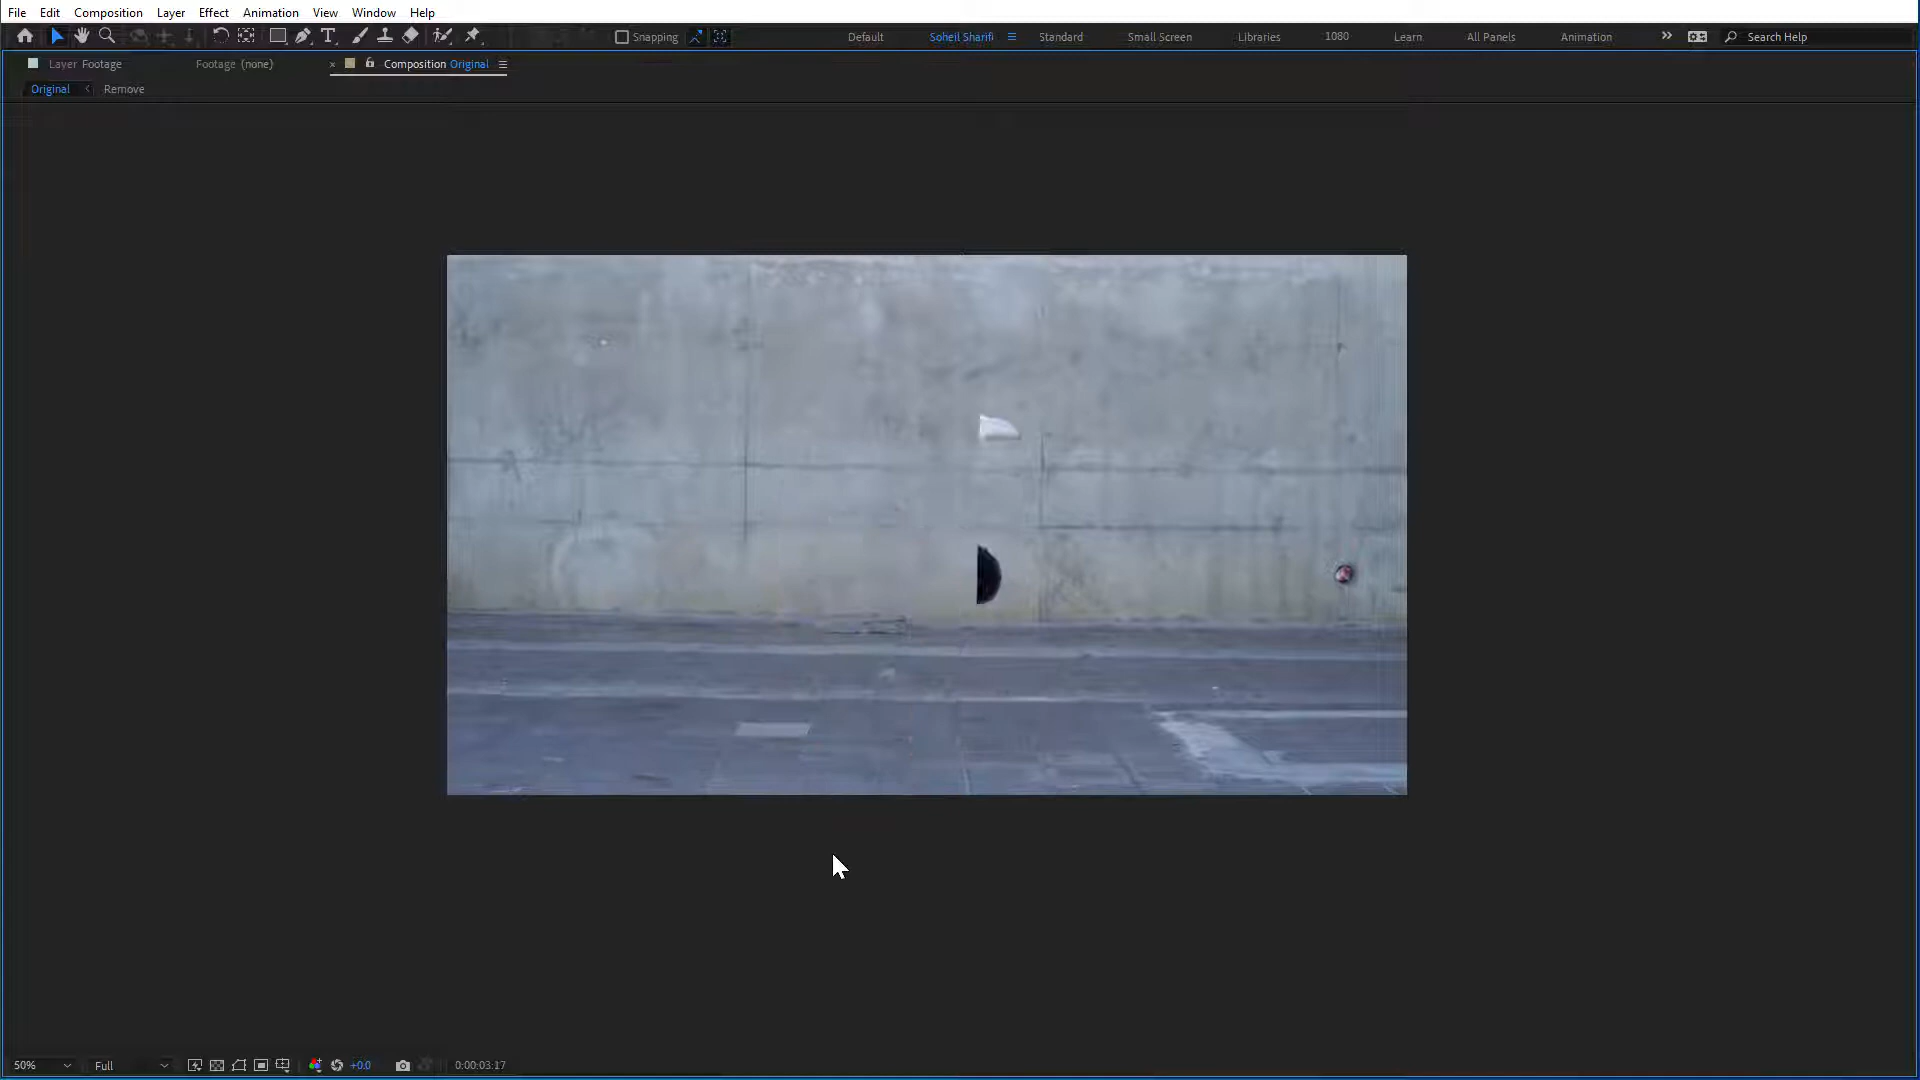 File Edit Composition Layer Effect Animation View Window Help
Snapping Default Soheil Sharifi Standard Small Screen Libraries 1080 Learn All Panels Animation Search Help
Layer Footage Footage (none) × Composition Original
Original Remove
50% Full +0.0 0:00:03:17